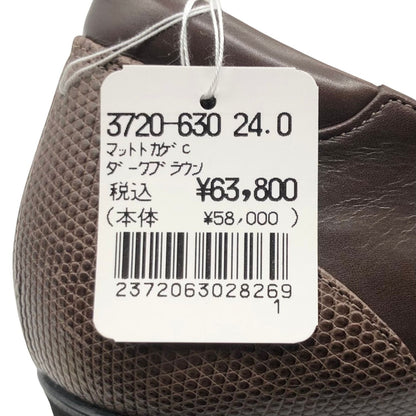 3720-630 24.0
マットトカゲ C
ダークブラウン
税込 ¥63,800
(本体 ¥58,000 )
2372063028269
1